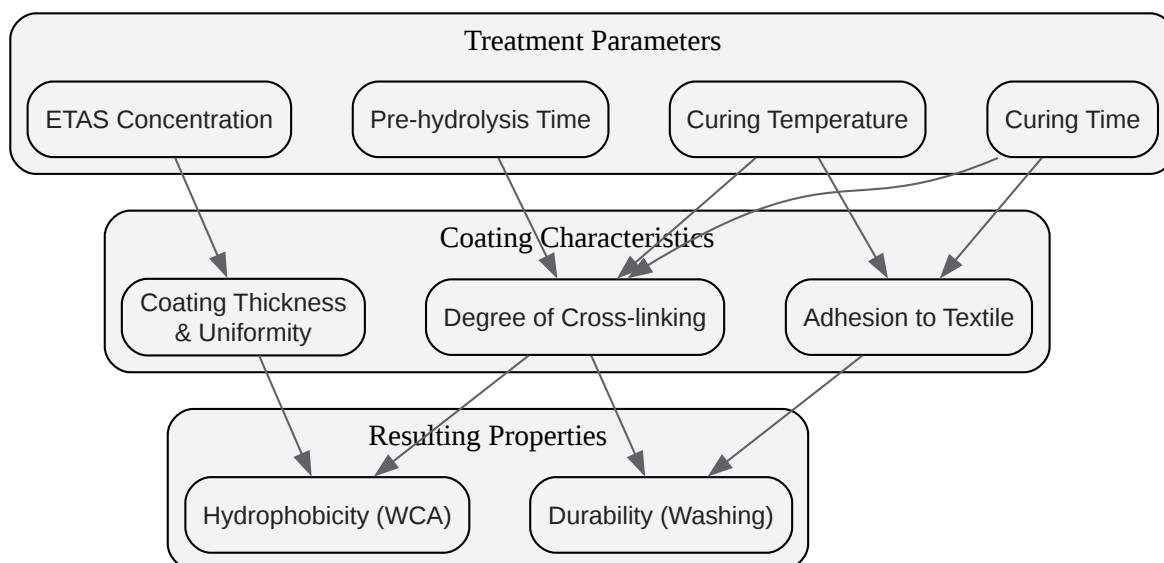 Treatment Parameters
ETAS Concentration
Pre-hydrolysis Time
Curing Temperature
Curing Time
Coating Characteristics
Coating Thickness
& Uniformity
Degree of Cross-linking
Adhesion to Textile
Resulting Properties
Hydrophobicity (WCA)
Durability (Washing)